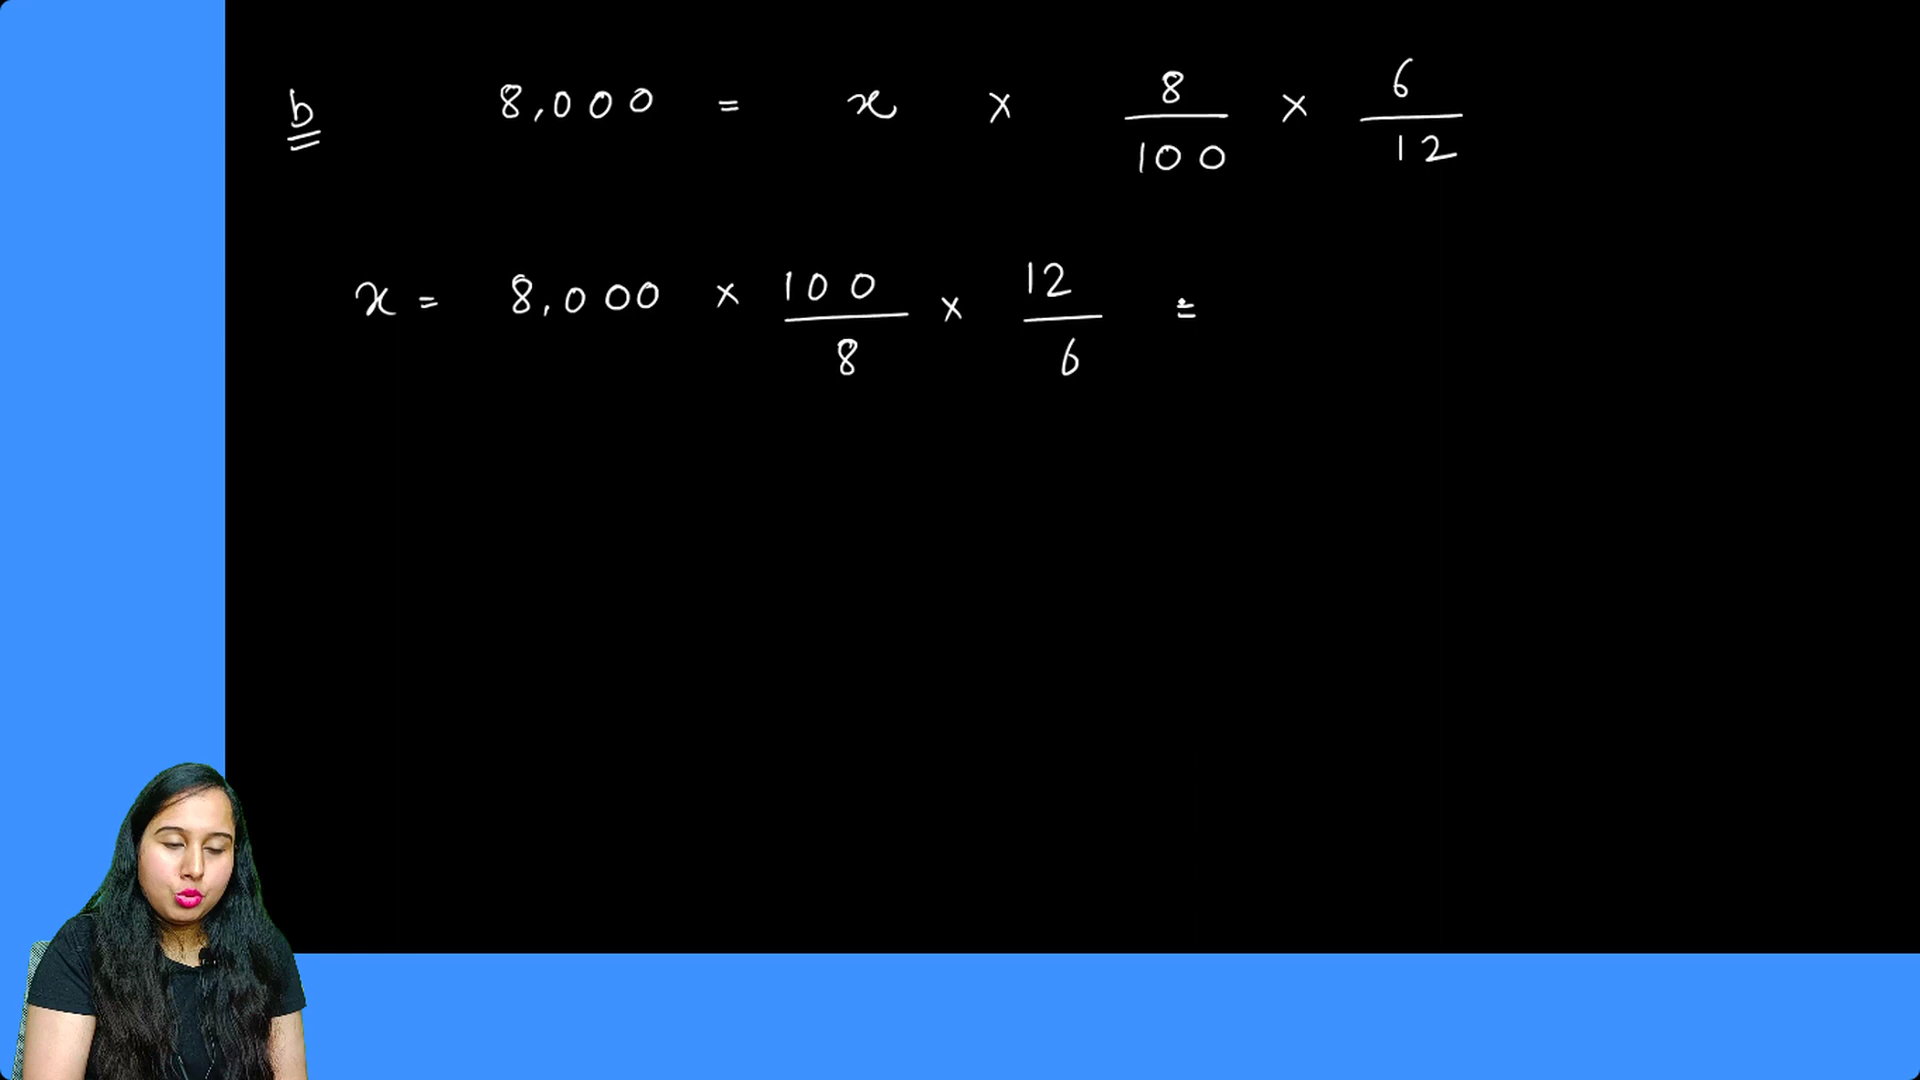 b 8,000 = x × 8/100 × 6/12
x = 8,000 × 100/8 × 12/6 =